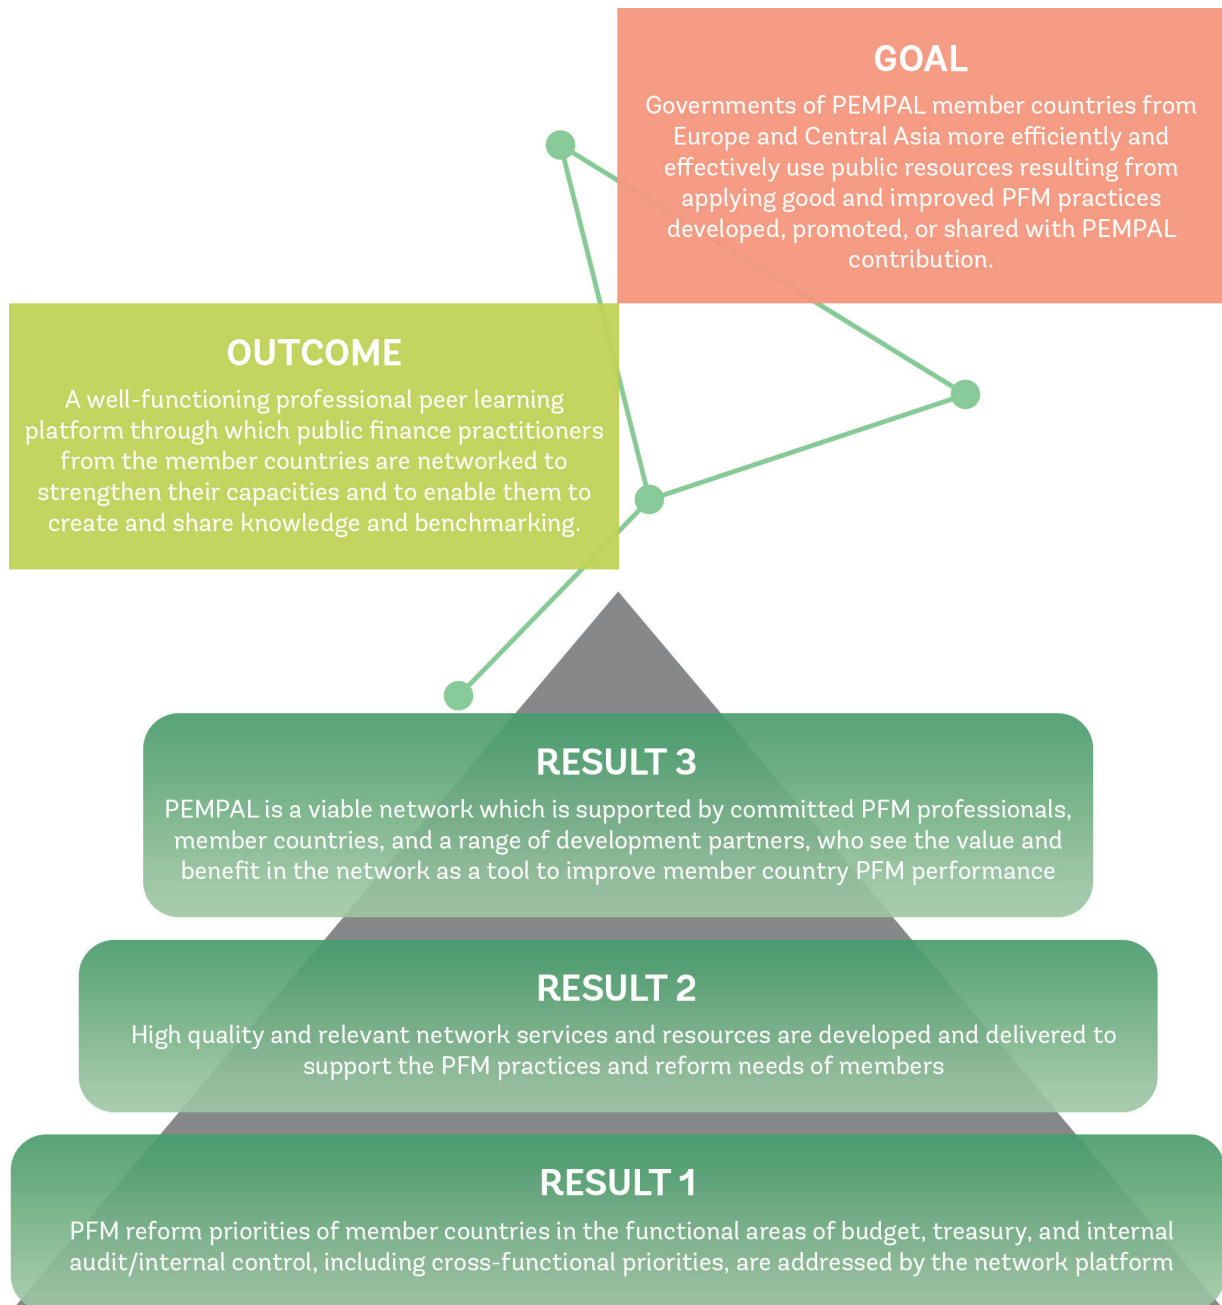 GOAL
Governments of PEMPAL member countries from
Europe and Central Asia more efficiently and
effectively use public resources resulting from
applying good and improved PFM practices
developed, promoted, or shared with PEMPAL
contribution.
OUTCOME
A well-functioning professional peer learning
platform through which public finance practitioners
from the member countries are networked to
strengthen their capacities and to enable them to
create and share knowledge and benchmarking.
RESULT 3
PEMPAL is a viable network which is supported by committed PFM professionals,
member countries, and a range of development partners, who see the value and
benefit in the network as a tool to improve member country PFM performance
RESULT 2
High quality and relevant network services and resources are developed and delivered to
support the PFM practices and reform needs of members
RESULT 1
PFM reform priorities of member countries in the functional areas of budget, treasury, and internal
audit/internal control, including cross-functional priorities, are addressed by the network platform